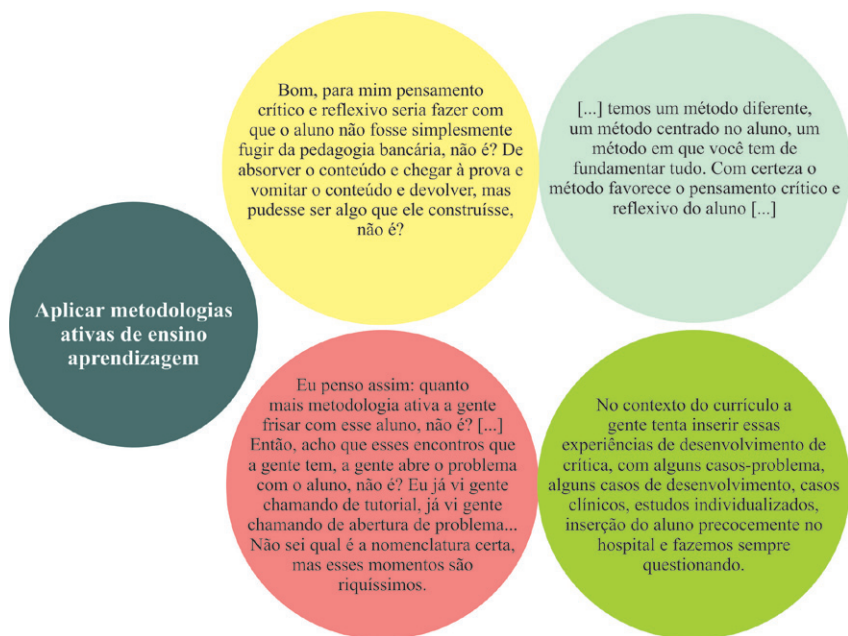 Aplicar metodologias
ativas de ensino
aprendizagem
Bom, para mim pensamento
crítico e reflexivo seria fazer com
que o aluno não fosse simplesmente
fugir da pedagogia bancária, não é? De
absorver o conteúdo e chegar à prova e
vomitar o conteúdo e devolver, mas
pudesse ser algo que ele construísse,
não é?
[...] temos um método diferente,
um método centrado no aluno, um
método em que você tem de
fundamentar tudo. Com certeza o
método favorece o pensamento crítico e
reflexivo do aluno [...]
Eu penso assim: quanto
mais metodologia ativa a gente
frisar com esse aluno, não é? [...]
Então, acho que esses encontros que
a gente tem, a gente abre o problema
com o aluno, não é? Eu já vi gente
chamando de tutorial, já vi gente
chamando de abertura de problema...
Não sei qual é a nomenclatura certa,
mas esses momentos são
riquíssimos.
No contexto do currículo a
gente tenta inserir essas
experiências de desenvolvimento de
crítica, com alguns casos-problema,
alguns casos de desenvolvimento, casos
clínicos, estudos individualizados,
inserção do aluno precocemente no
hospital e fazemos sempre
questionando.